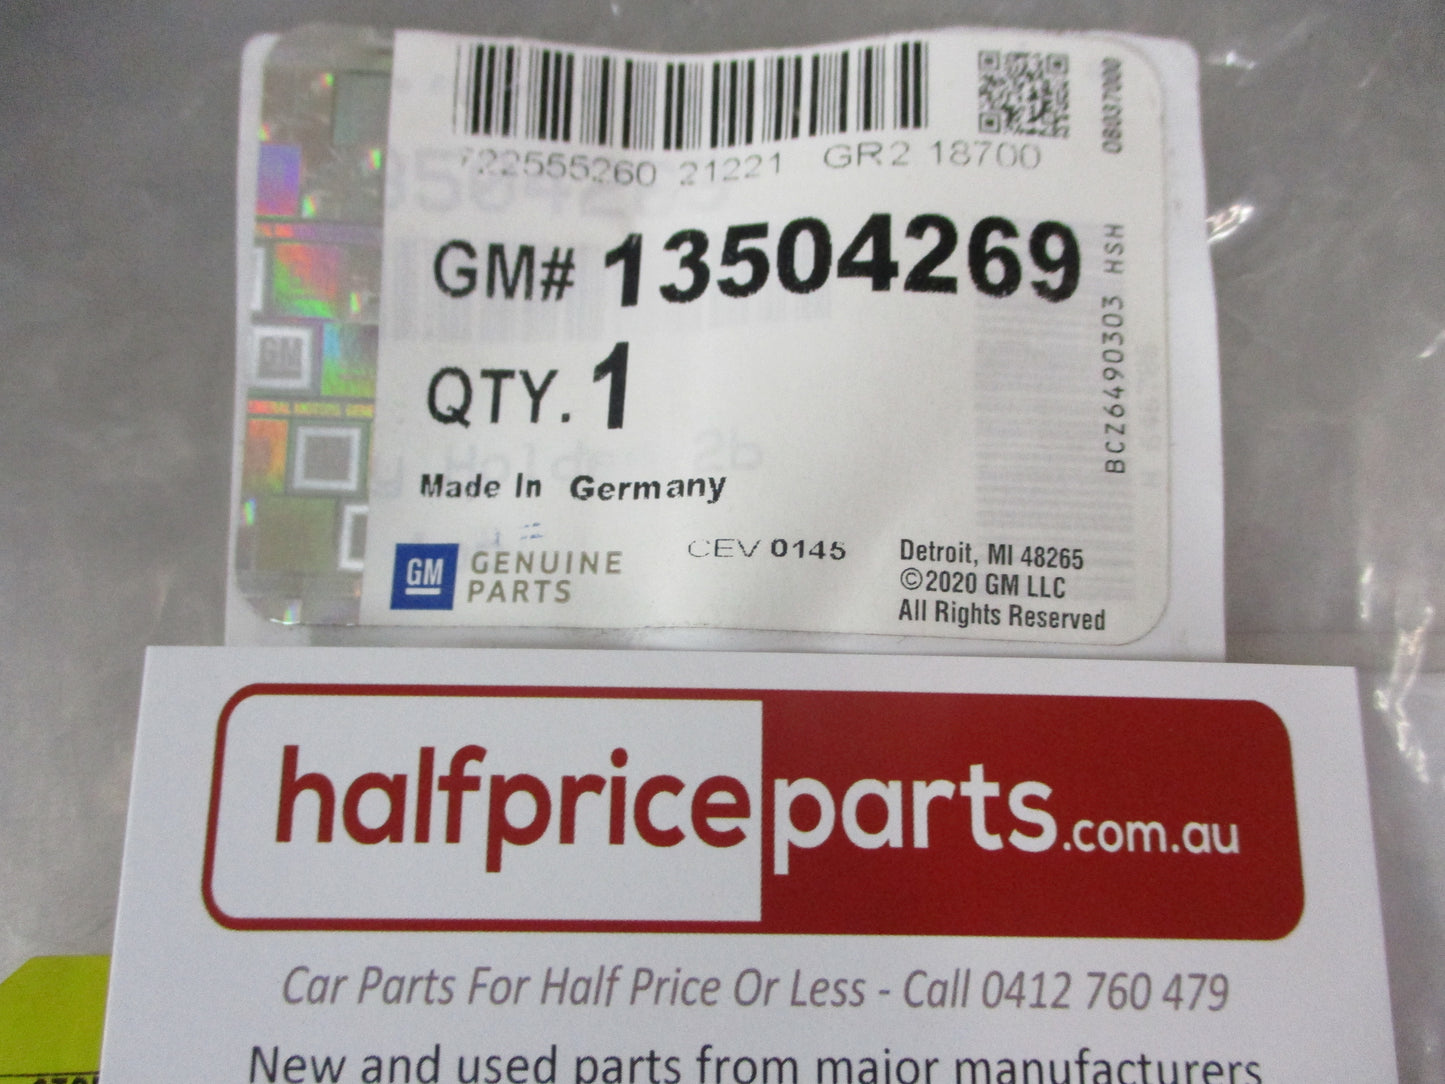 722555260 21221 GR2 18700
08037000
GM# 13504269
QTY. 1
BCZ6490303 HSH
Made In Germany
GM
GENUINE
PARTS
CEV 0145
Detroit, MI 48265
©2020 GM LLC
All Rights Reserved
GM
halfpriceparts.com.au
Car Parts For Half Price Or Less - Call 0412 760 479
New and used parts from major manufacturers